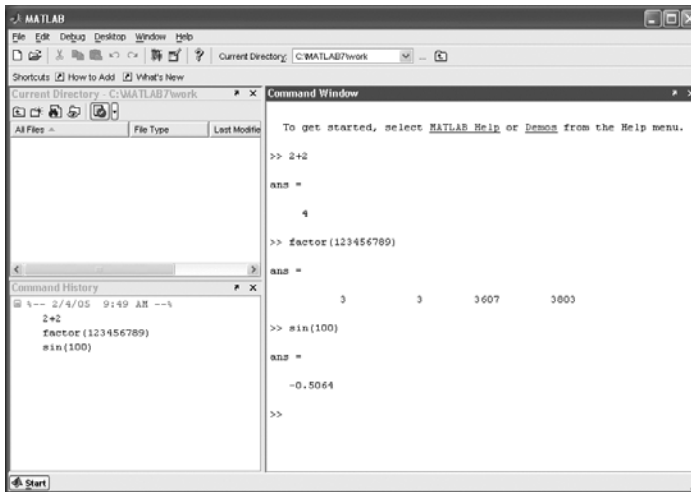 MATLAB
File Edit Debug Desktop Window Help
Current Directory: C:\MATLAB7\work
...
Shortcuts How to Add What's New
Current Directory - C:\MATLAB7\work
All Files File Type Last Modifie
Command History
%-- 2/4/05 9:49 AM --%
2+2
factor(123456789)
sin(100)
Command Window
To get started, select MATLAB Help or Demos from the Help menu.
>> 2+2
ans =
4
>> factor(123456789)
ans =
3 3 3607 3803
>> sin(100)
ans =
-0.5064
>>
Start